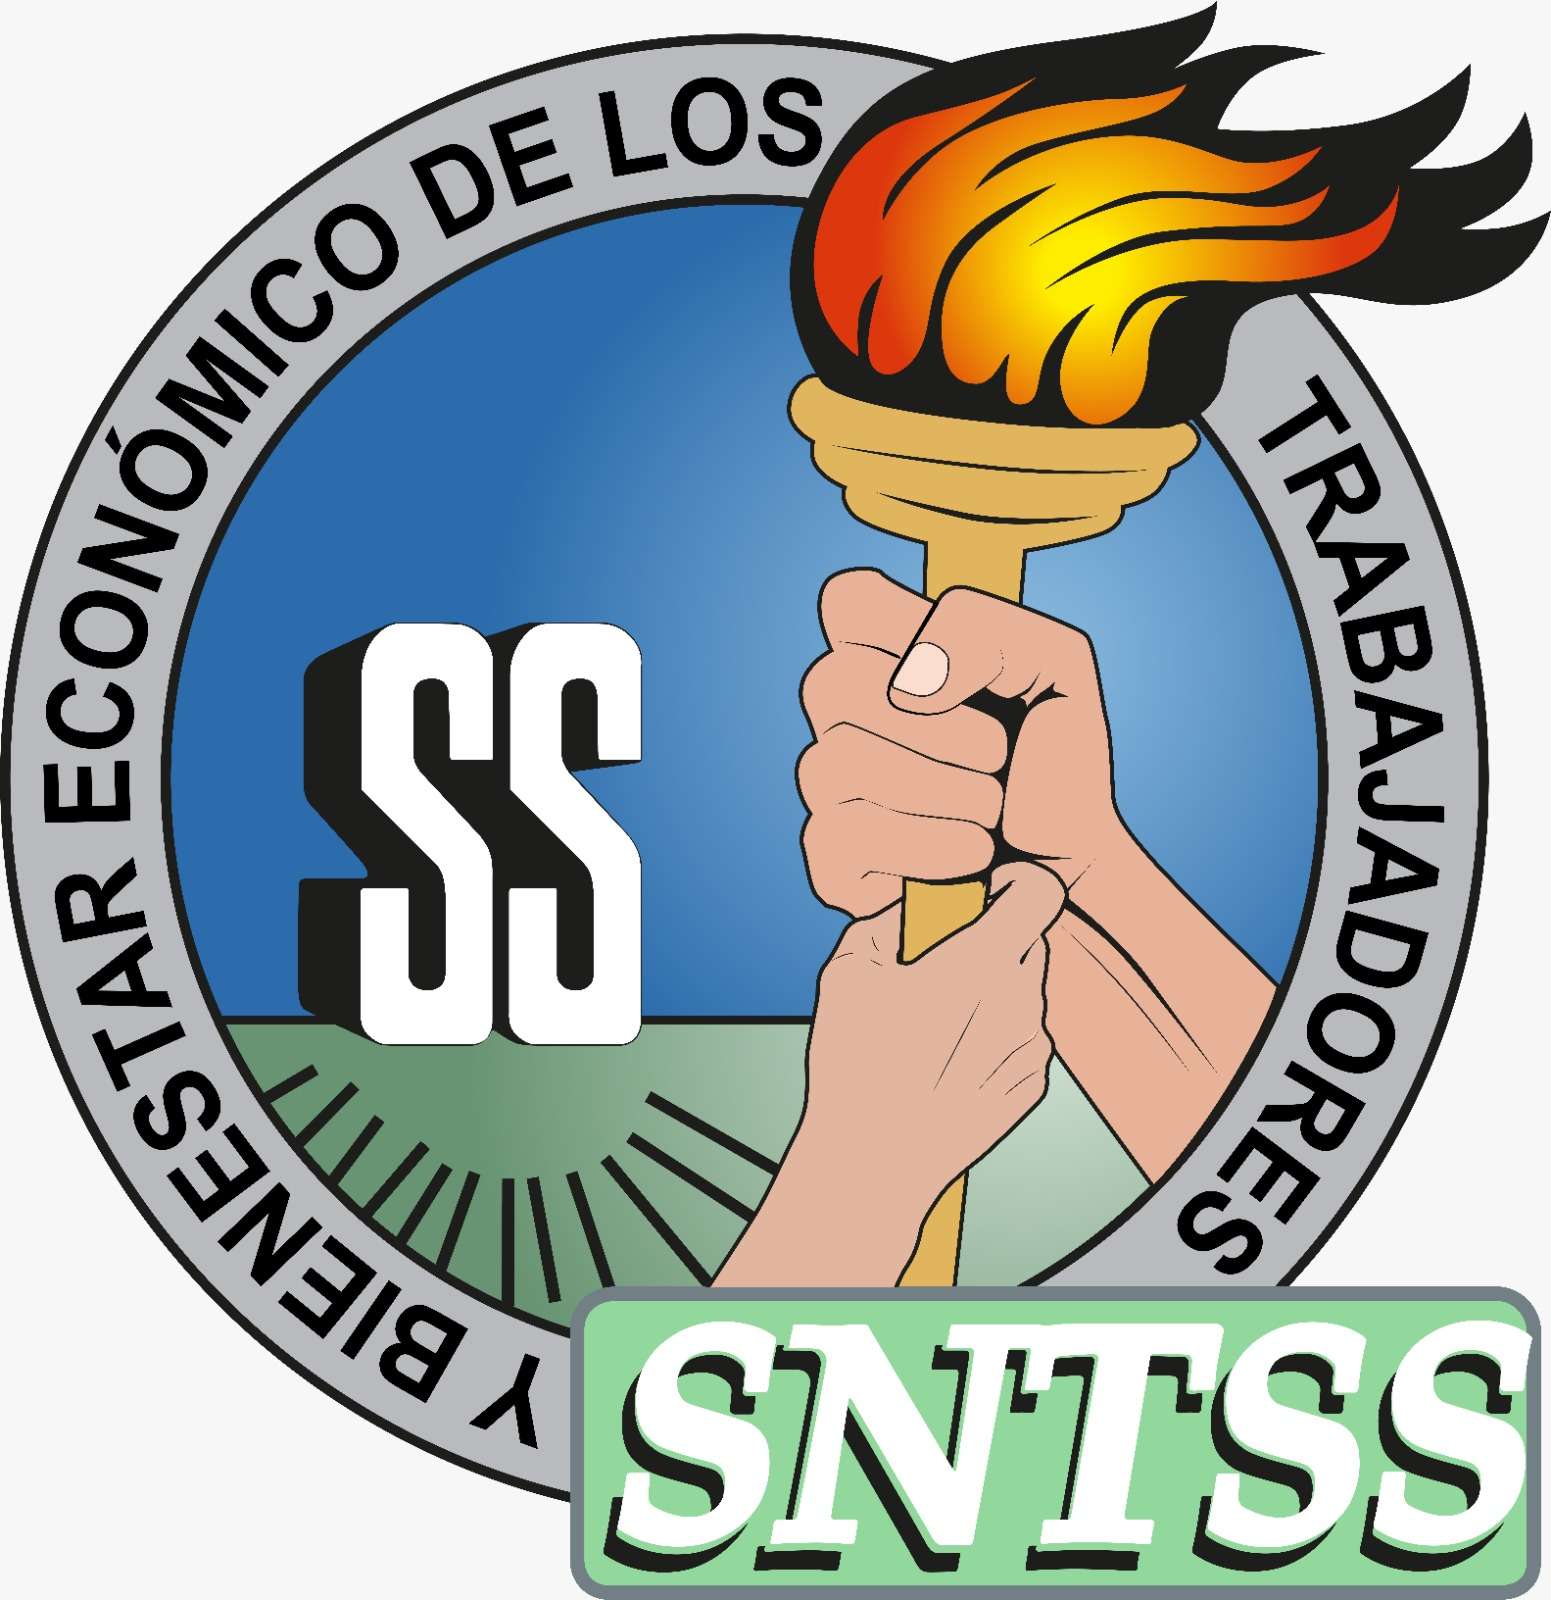 Y BIENESTAR ECONÓMICO DE LOS TRABAJADORES
SS
SNTSS